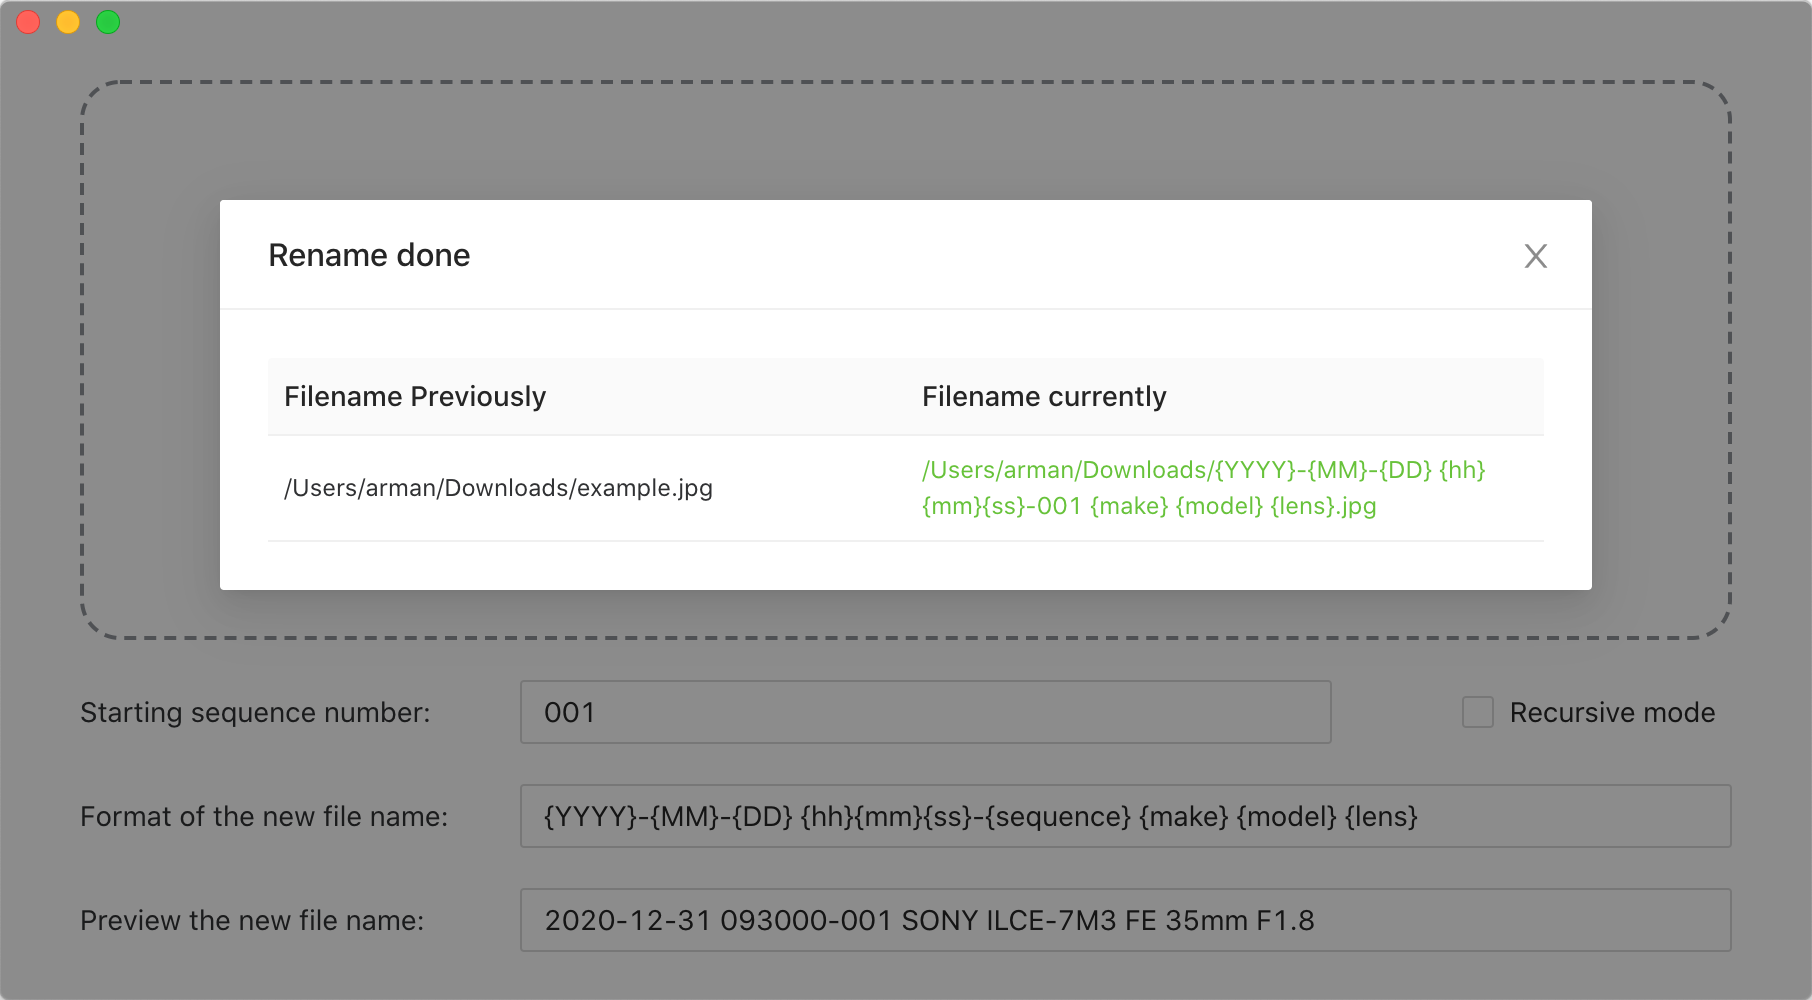 Rename done
Filename Previously
Filename currently
/Users/arman/Downloads/example.jpg
/Users/arman/Downloads/{YYYY}-{MM}-{DD} {hh}
{mm}{ss}-001 {make} {model} {lens}.jpg
Starting sequence number:
001
Recursive mode
Format of the new file name:
{YYYY}-{MM}-{DD} {hh}{mm}{ss}-{sequence} {make} {model} {lens}
Preview the new file name:
2020-12-31 093000-001 SONY ILCE-7M3 FE 35mm F1.8